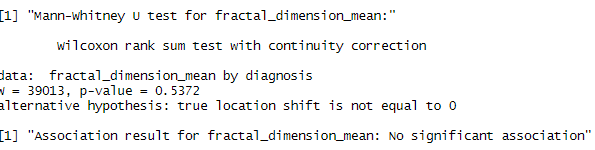 [1] "Mann-Whitney U test for fractal_dimension_mean:"
Wilcoxon rank sum test with continuity correction
data: fractal_dimension_mean by diagnosis
W = 39013, p-value = 0.5372
alternative hypothesis: true location shift is not equal to 0
[1] "Association result for fractal_dimension_mean: No significant association"